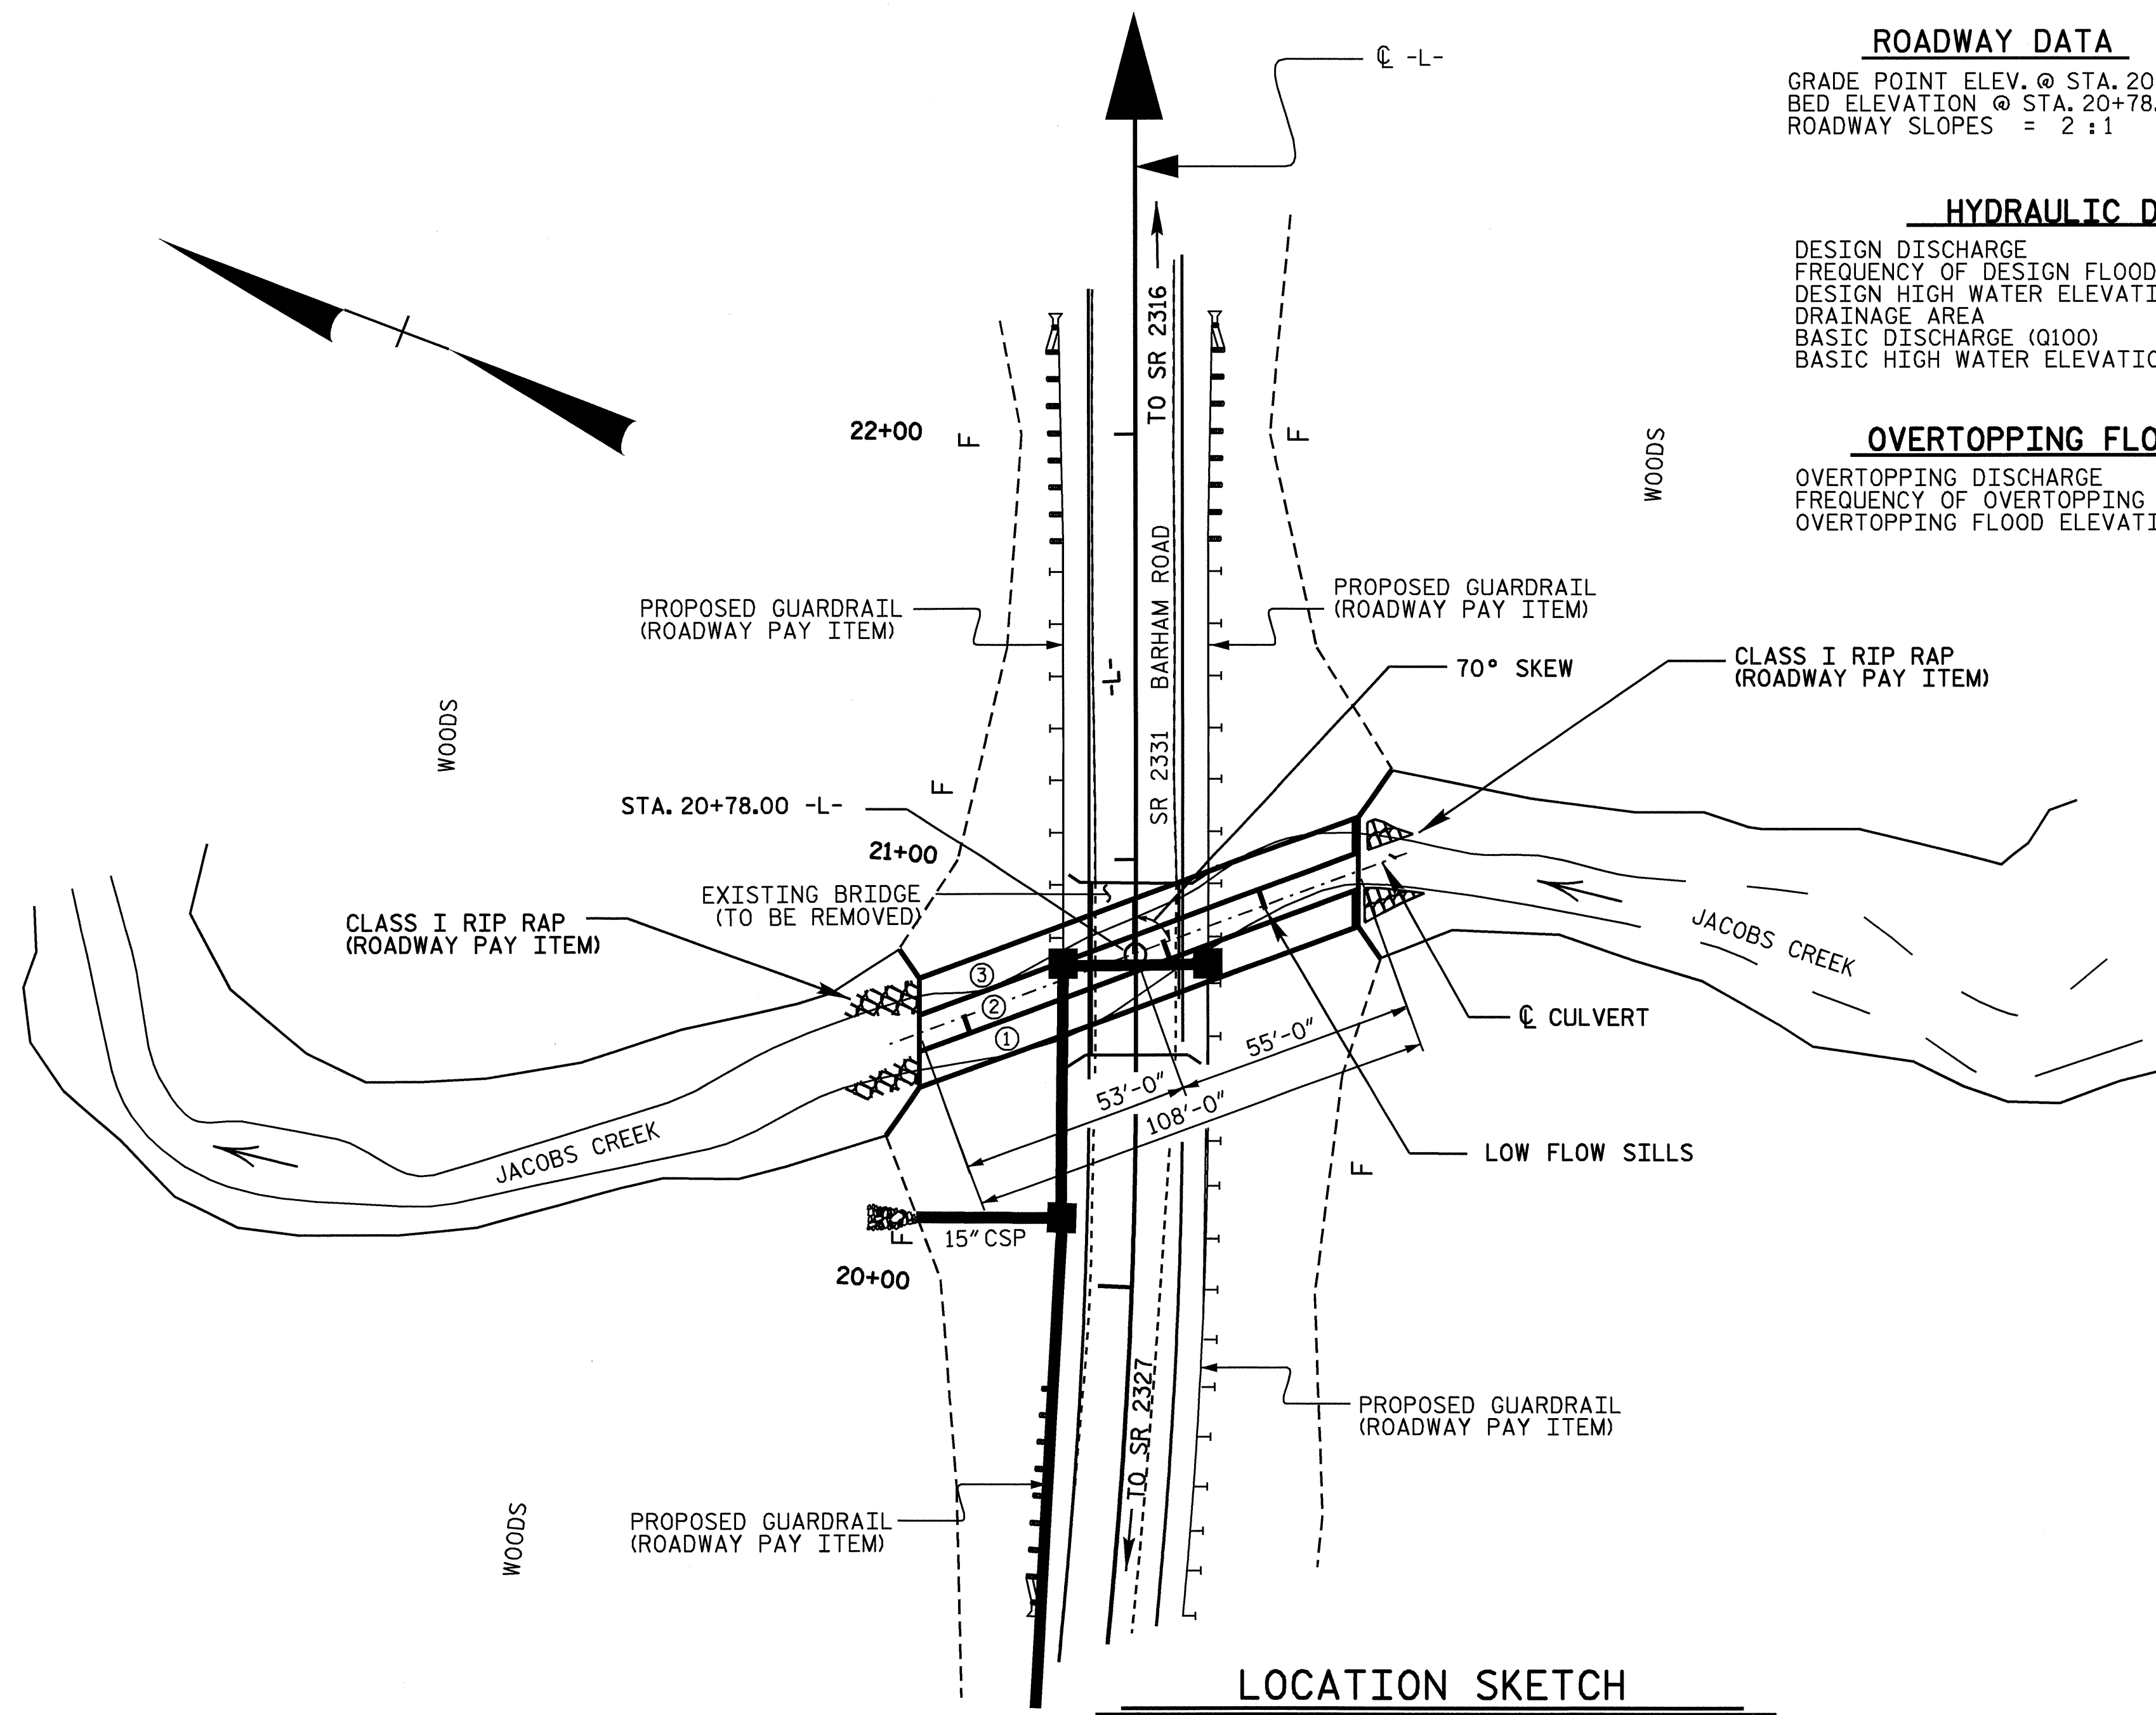 ℄ -L-
ROADWAY DATA
GRADE POINT ELEV. @ STA. 20
BED ELEVATION @ STA. 20+78.
ROADWAY SLOPES = 2 : 1
HYDRAULIC D
DESIGN DISCHARGE
FREQUENCY OF DESIGN FLOOD
DESIGN HIGH WATER ELEVATI
DRAINAGE AREA
BASIC DISCHARGE (Q100)
BASIC HIGH WATER ELEVATIO
OVERTOPPING FLO
OVERTOPPING DISCHARGE
FREQUENCY OF OVERTOPPING
OVERTOPPING FLOOD ELEVATI
TO SR 2316
22+00
F
F
WOODS
PROPOSED GUARDRAIL
(ROADWAY PAY ITEM)
PROPOSED GUARDRAIL
(ROADWAY PAY ITEM)
SR 2331 BARHAM ROAD
-L-
70° SKEW
CLASS I RIP RAP
(ROADWAY PAY ITEM)
WOODS
F
STA. 20+78.00 -L-
21+00
EXISTING BRIDGE
(TO BE REMOVED)
CLASS I RIP RAP
(ROADWAY PAY ITEM)
JACOBS CREEK
3
2
1
℄ CULVERT
55'-0"
53'-0"
108'-0"
JACOBS CREEK
LOW FLOW SILLS
F
F
15" CSP
20+00
TO SR 2327
PROPOSED GUARDRAIL
(ROADWAY PAY ITEM)
WOODS
PROPOSED GUARDRAIL
(ROADWAY PAY ITEM)
LOCATION SKETCH